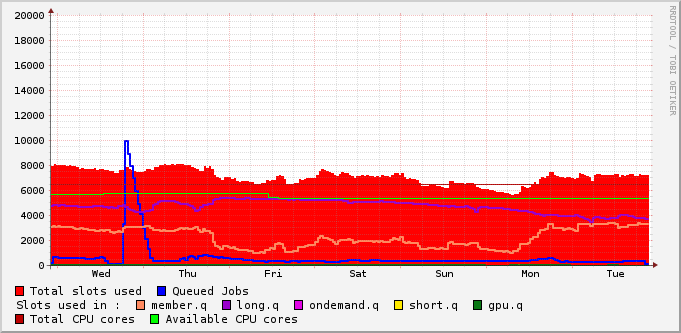 20000
18000
16000
14000
12000
10000
8000
6000
4000
2000
0
Wed Thu Fri Sat Sun Mon Tue
RRDTOOL / TOBI OETIKER
Total slots used Queued Jobs
Slots used in : member.q long.q ondemand.q short.q gpu.q
Total CPU cores Available CPU cores